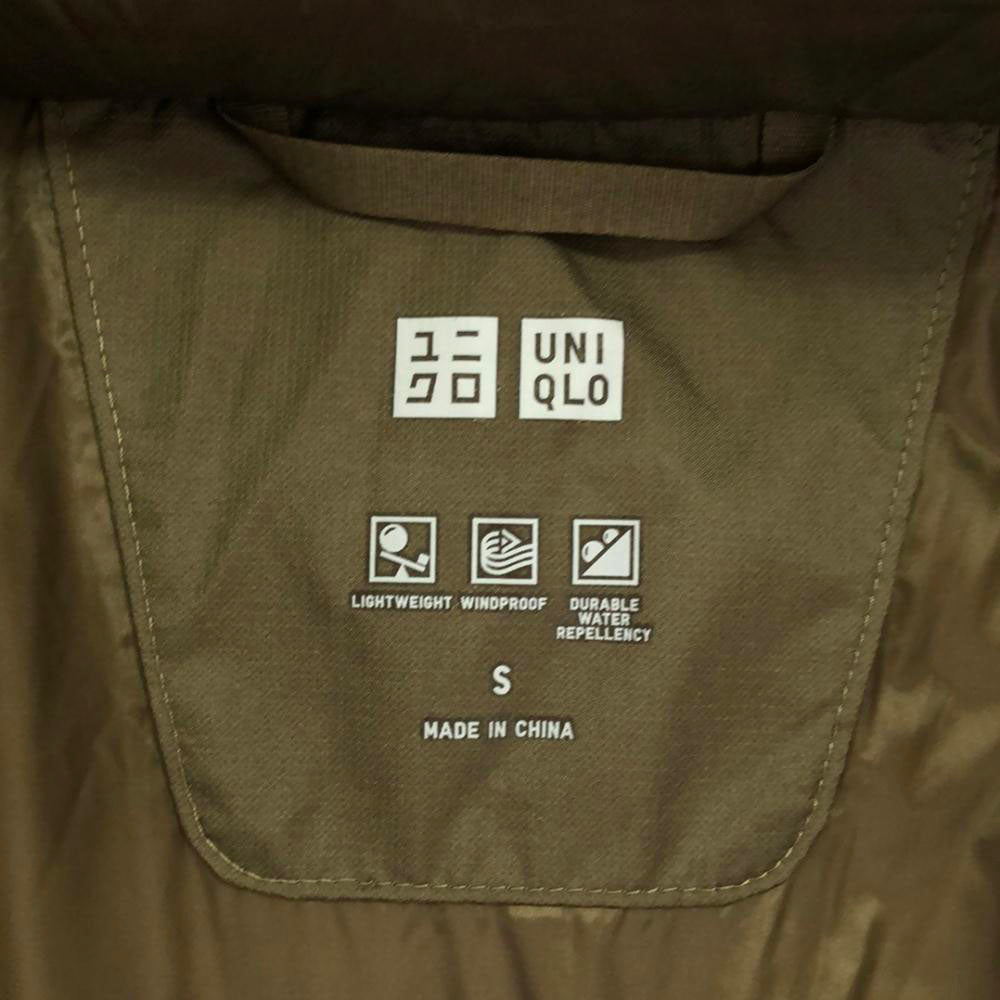 ユニ
クロ
UNI
QLO
LIGHTWEIGHT WINDPROOF DURABLE
WATER
REPELLENCY
S
MADE IN CHINA